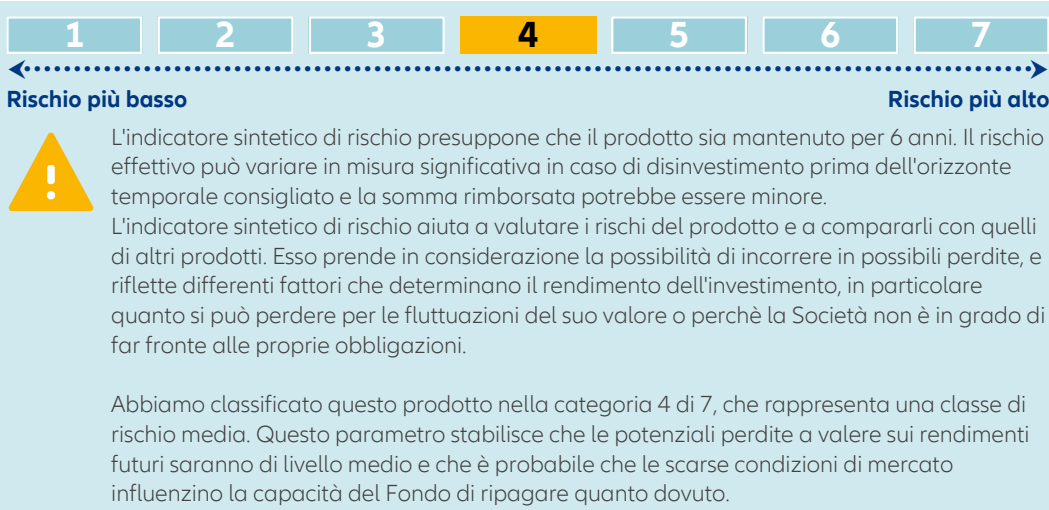 1 2 3 4 5 6 7
Rischio più basso Rischio più alto
L'indicatore sintetico di rischio presuppone che il prodotto sia mantenuto per 6 anni. Il rischio
effettivo può variare in misura significativa in caso di disinvestimento prima dell'orizzonte
temporale consigliato e la somma rimborsata potrebbe essere minore.
L'indicatore sintetico di rischio aiuta a valutare i rischi del prodotto e a compararli con quelli
di altri prodotti. Esso prende in considerazione la possibilità di incorrere in possibili perdite, e
riflette differenti fattori che determinano il rendimento dell'investimento, in particolare
quanto si può perdere per le fluttuazioni del suo valore o perchè la Società non è in grado di
far fronte alle proprie obbligazioni.
Abbiamo classificato questo prodotto nella categoria 4 di 7, che rappresenta una classe di
rischio media. Questo parametro stabilisce che le potenziali perdite a valere sui rendimenti
futuri saranno di livello medio e che è probabile che le scarse condizioni di mercato
influenzino la capacità del Fondo di ripagare quanto dovuto.